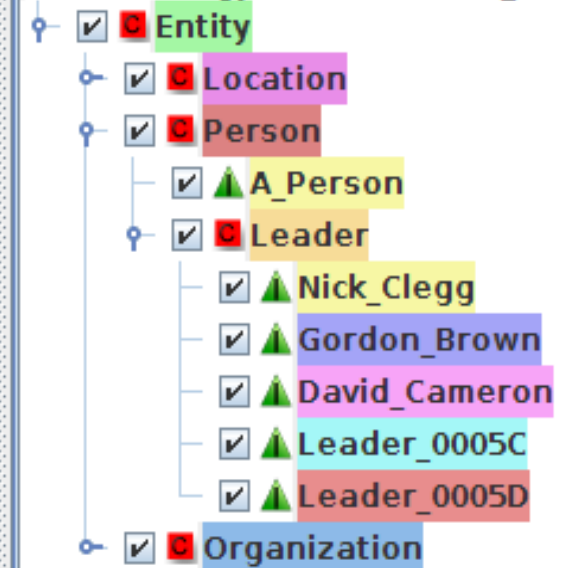 C Entity
C Location
C Person
A_Person
C Leader
Nick_Clegg
Gordon_Brown
David_Cameron
Leader_0005C
Leader_0005D
C Organization